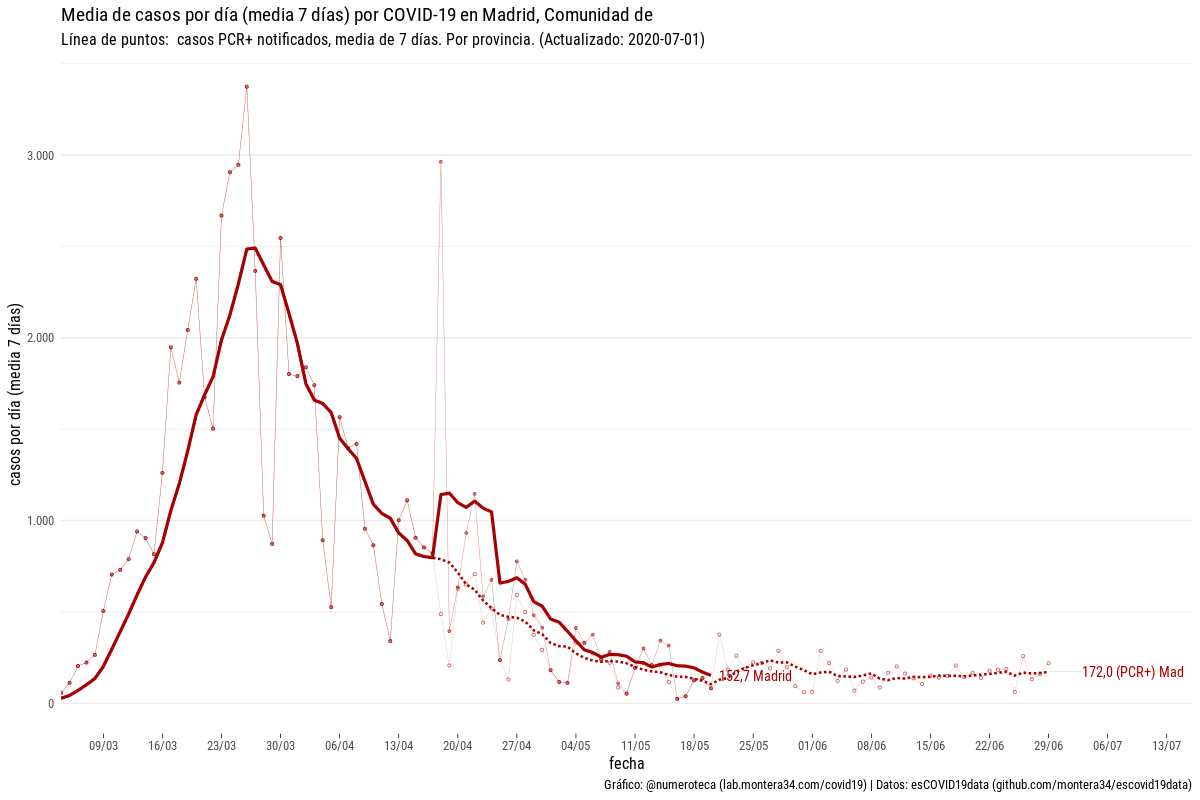 Media de casos por día (media 7 días) por COVID-19 en Madrid, Comunidad de
Línea de puntos:  casos PCR+ notificados, media de 7 días. Por provincia. (Actualizado: 2020-07-01)
casos por día (media 7 días)
3.000
2.000
1.000
0
152,7 Madrid
172,0 (PCR+) Mad
09/03 16/03 23/03 30/03 06/04 13/04 20/04 27/04 04/05 11/05 18/05 25/05 01/06 08/06 15/06 22/06 29/06 06/07 13/07
fecha
Gráfico: @numeroteca (lab.montera34.com/covid19) | Datos: esCOVID19data (github.com/montera34/escovid19data)